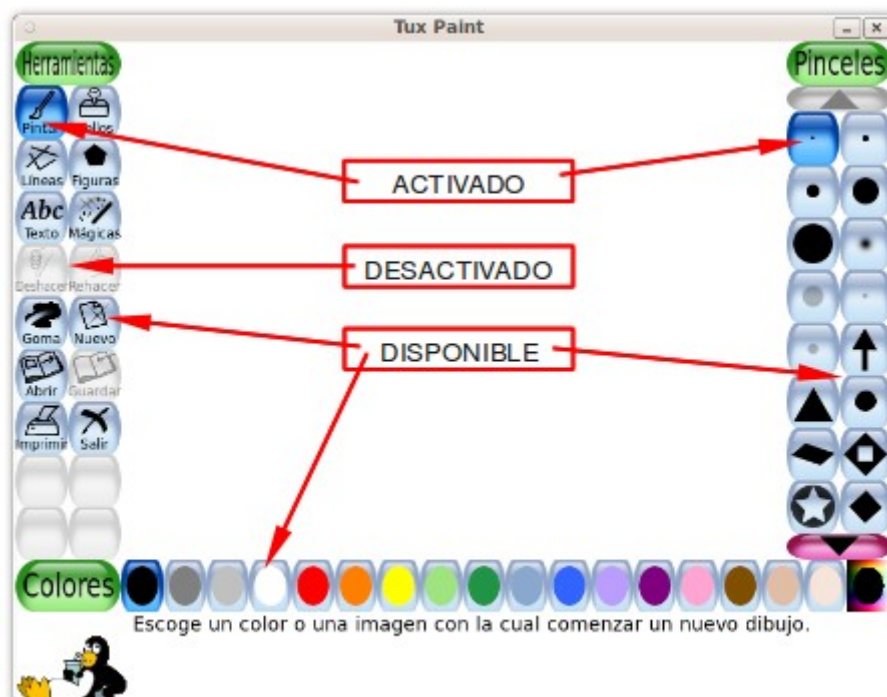 Tux Paint
Herramientas
Pinceles
Pintar
Sellos
ACTIVADO
Líneas Figuras
Abc
Texto Mágicas
DESACTIVADO
Deshacer Rehacer
Goma Nuevo
DISPONIBLE
Abrir Guardar
Imprimir Salir
Colores
Escoge un color o una imagen con la cual comenzar un nuevo dibujo.